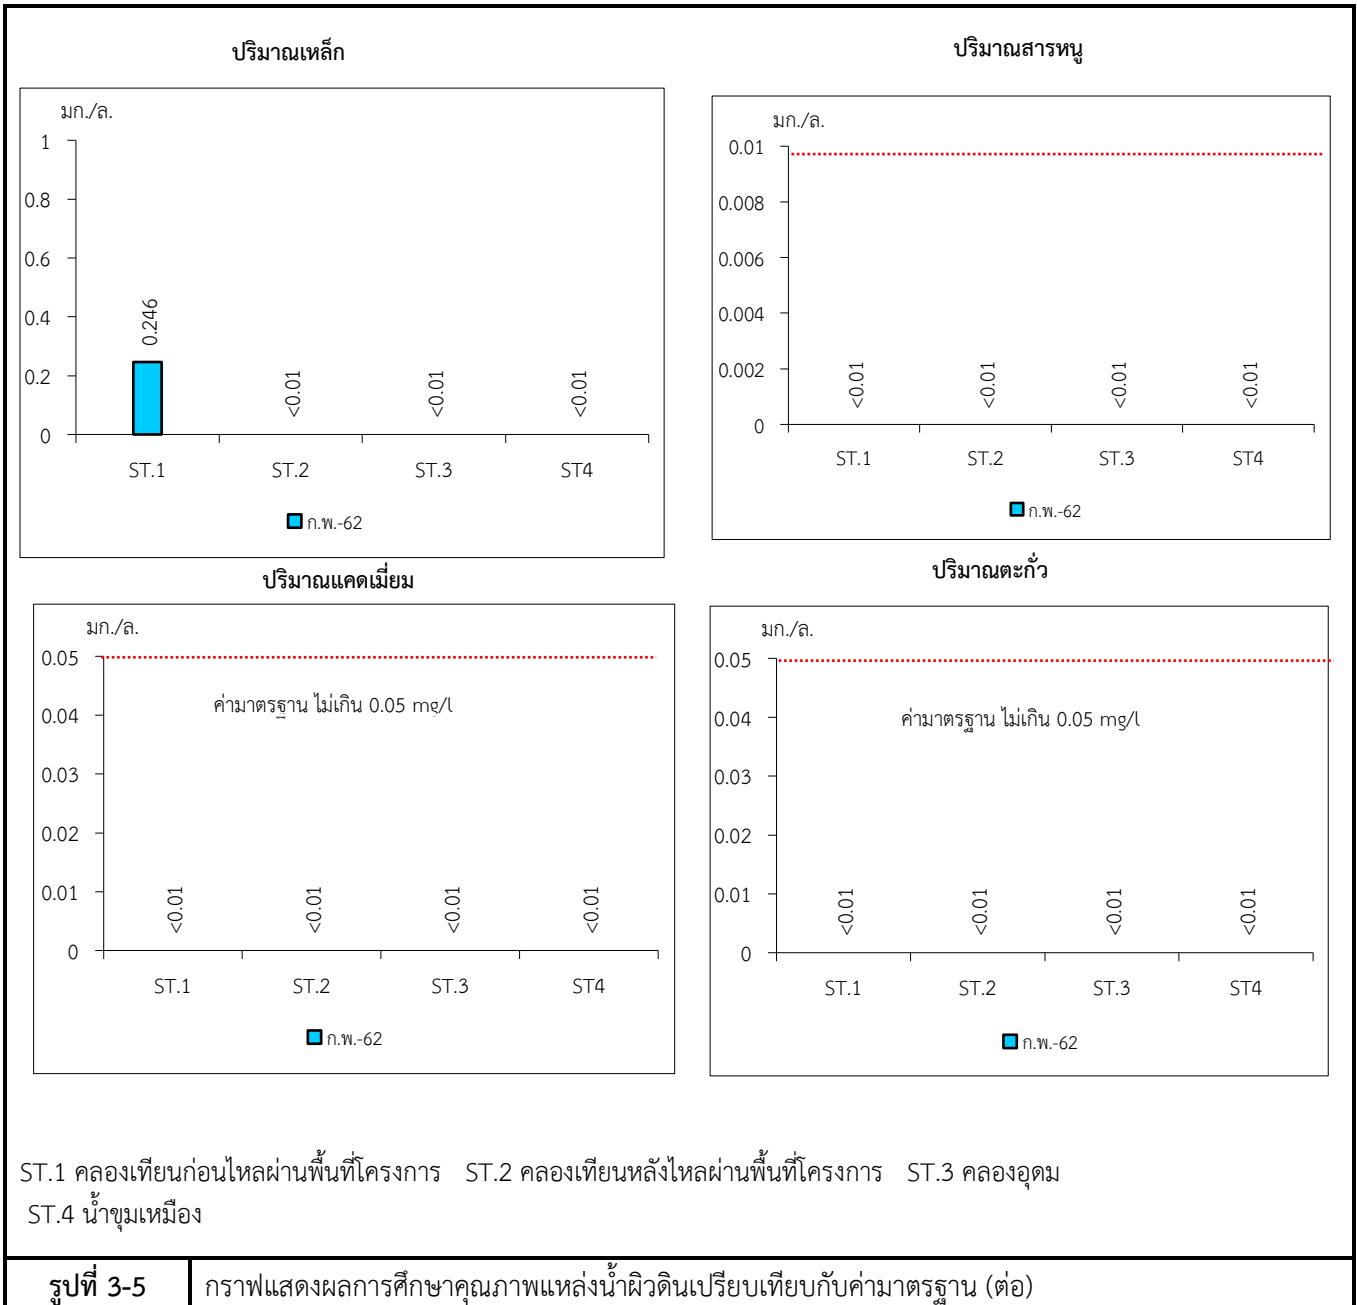 ปริมาณเหล็ก
มก./ล.
1
0.8
0.6
0.4
0.2
0
0.246
<0.01
<0.01
<0.01
ST.1 ST.2 ST.3 ST4
ก.พ.-62
ปริมาณสารหนู
มก./ล.
0.01
0.008
0.006
0.004
0.002
0
<0.01
<0.01
<0.01
<0.01
ST.1 ST.2 ST.3 ST4
ก.พ.-62
ปริมาณแคดเมี่ยม
มก./ล.
0.05
0.04
0.03
0.02
0.01
0
ค่ามาตรฐาน ไม่เกิน 0.05 mg/l
<0.01
<0.01
<0.01
<0.01
ST.1 ST.2 ST.3 ST4
ก.พ.-62
ปริมาณตะกั่ว
มก./ล.
0.05
0.04
0.03
0.02
0.01
0
ค่ามาตรฐาน ไม่เกิน 0.05 mg/l
<0.01
<0.01
<0.01
<0.01
ST.1 ST.2 ST.3 ST4
ก.พ.-62
ST.1 คลองเทียนก่อนไหลผ่านพื้นที่โครงการ ST.2 คลองเทียนหลังไหลผ่านพื้นที่โครงการ ST.3 คลองอุดม
ST.4 น้ำขุมเหมือง
รูปที่ 3-5 กราฟแสดงผลการศึกษาคุณภาพแหล่งน้ำผิวดินเปรียบเทียบกับค่ามาตรฐาน (ต่อ)